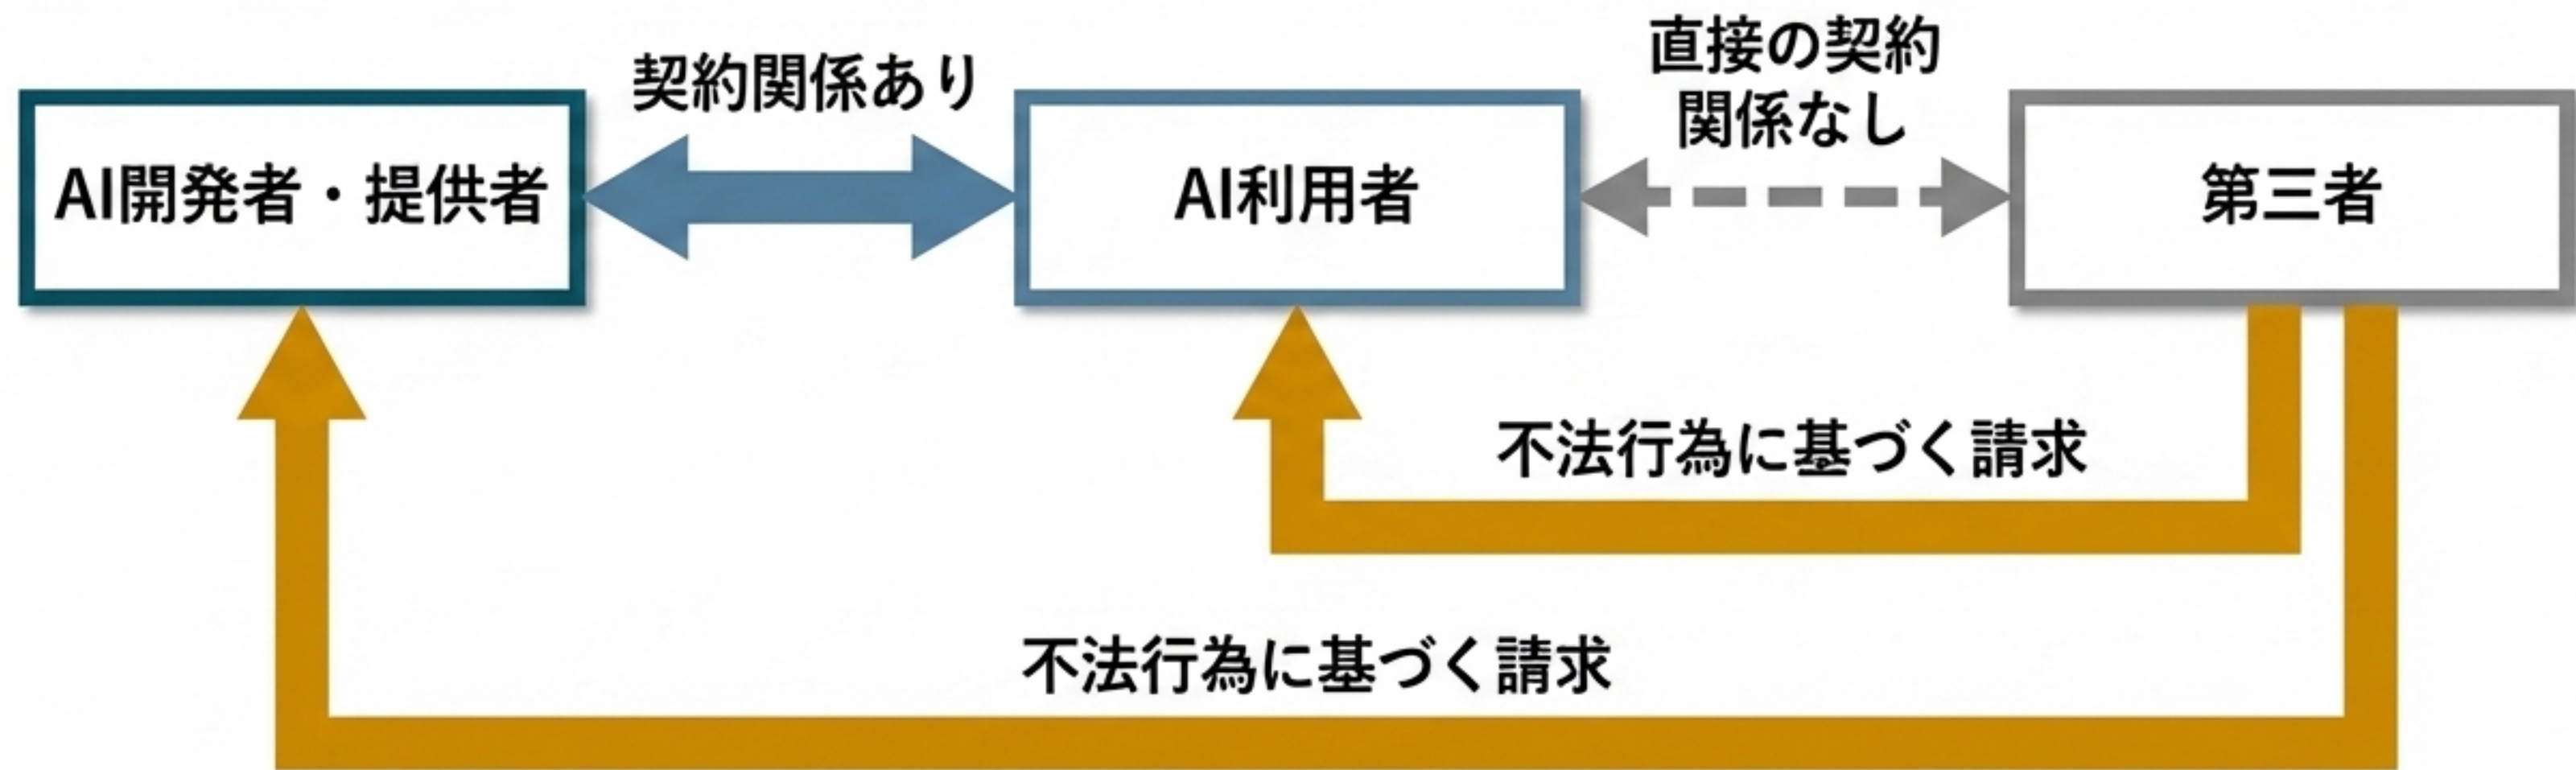 契約関係あり
直接の契約
関係なし
AI開発者・提供者
AI利用者
第三者
不法行為に基づく請求
不法行為に基づく請求